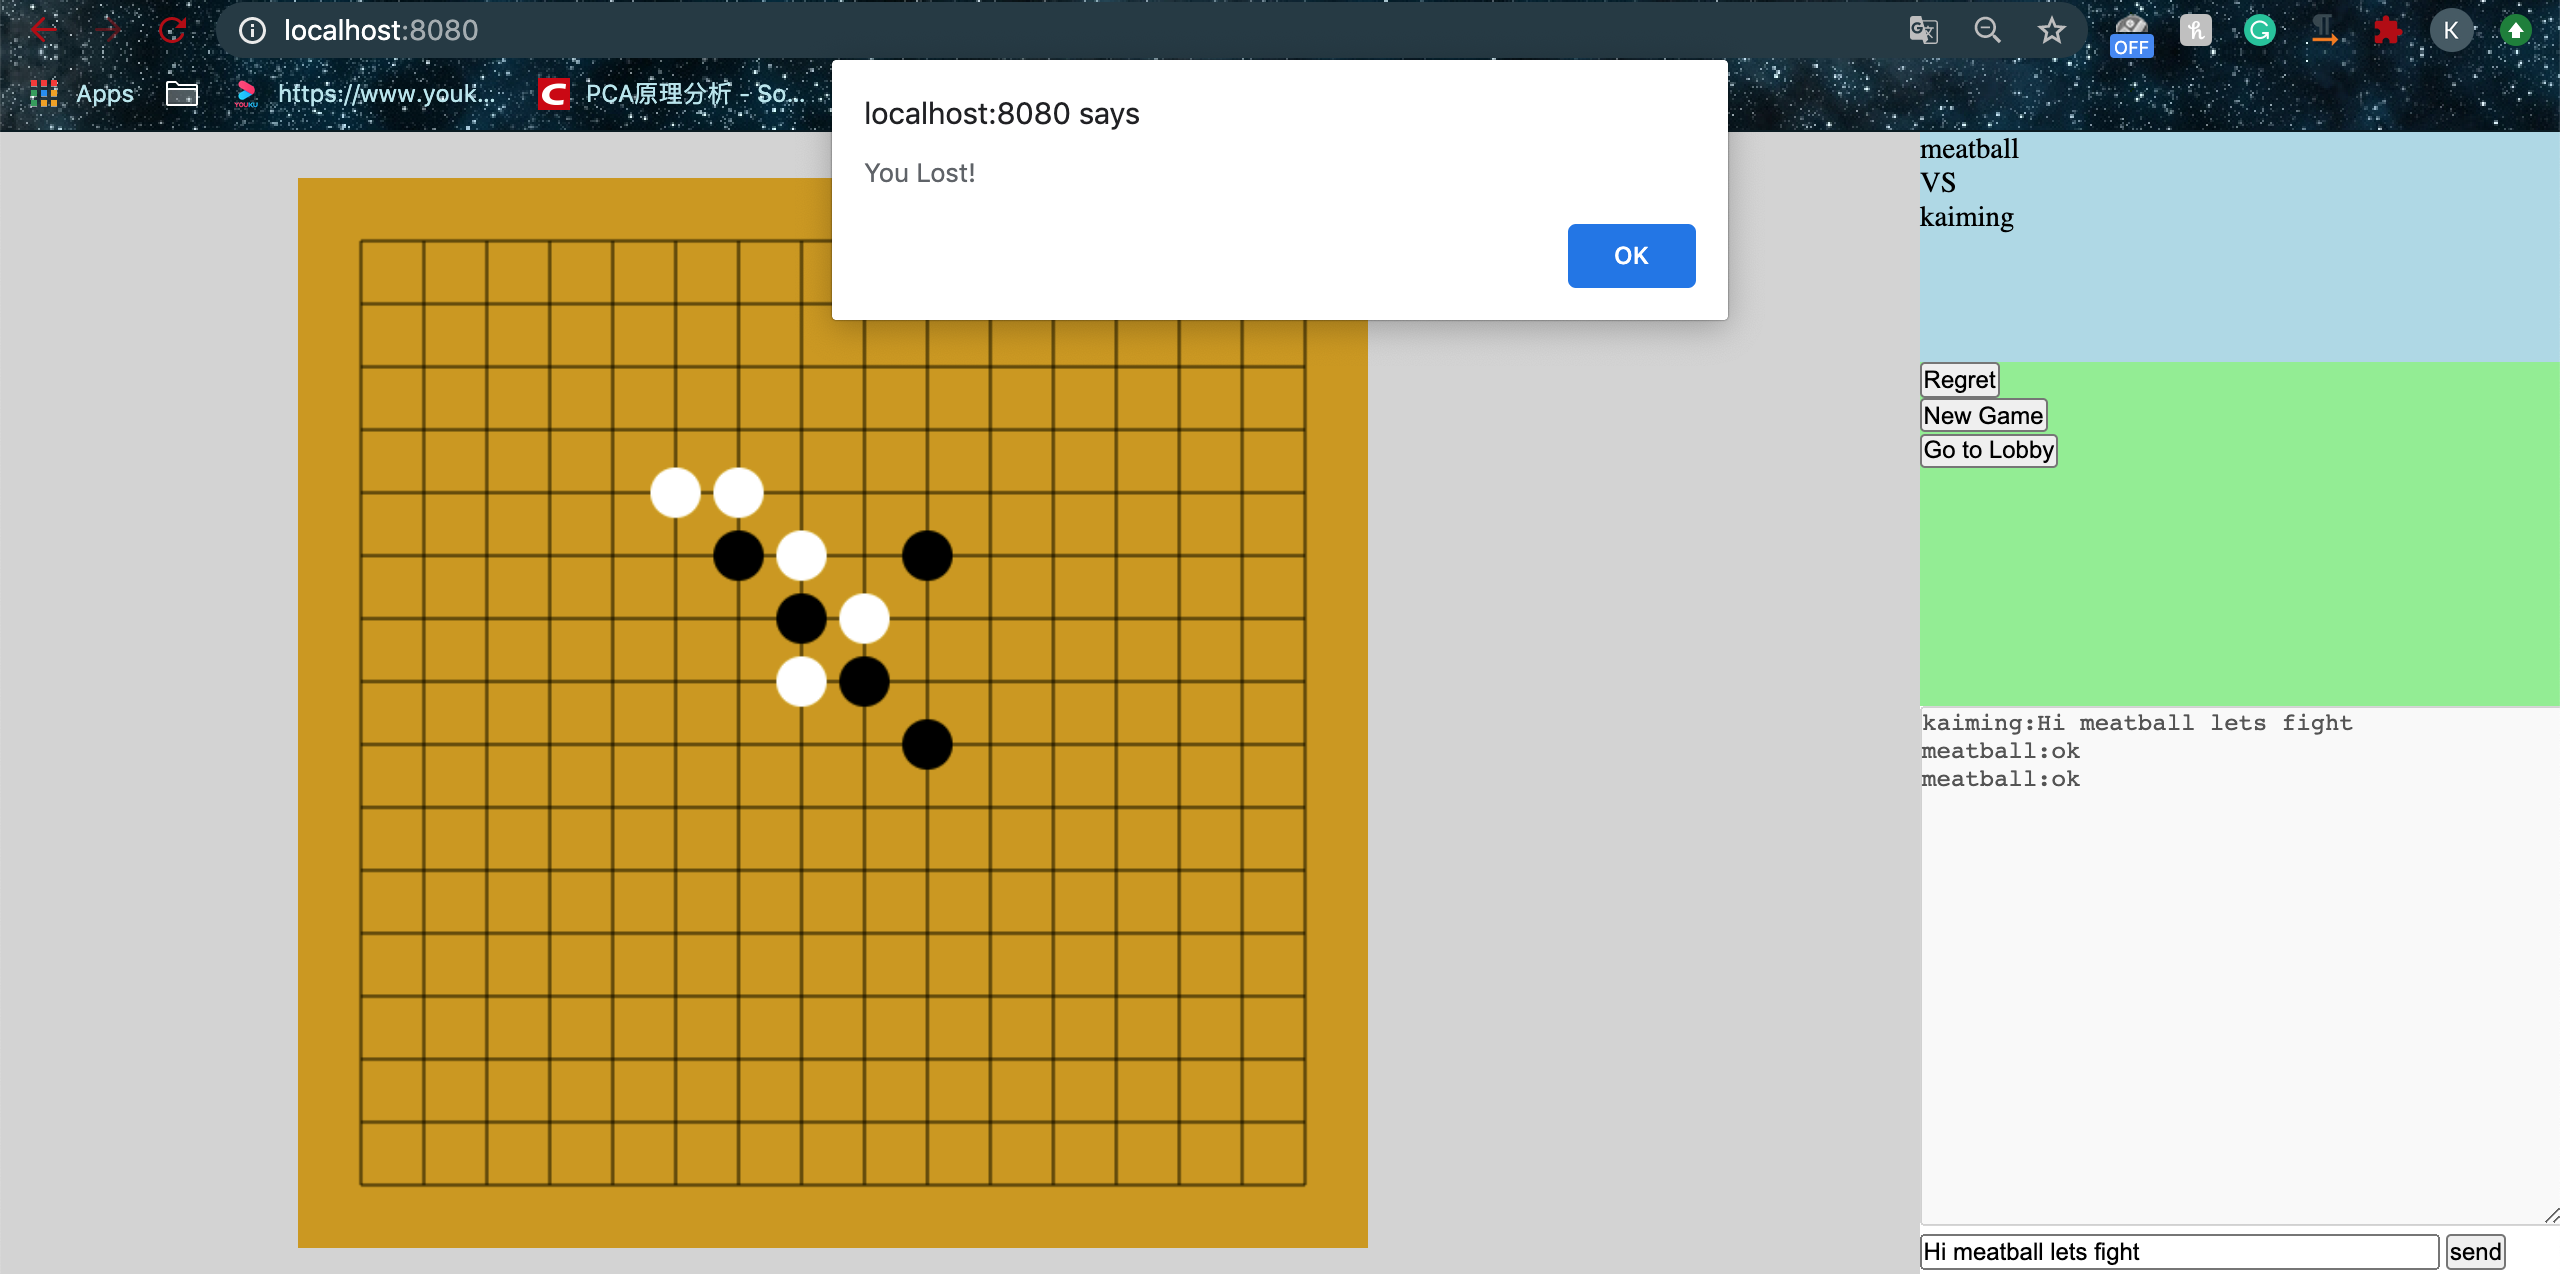 localhost:8080
OFF
K
Apps
YOUKU
https://www.youk...
PCA原理分析 - So...
localhost:8080 says
You Lost!
OK
meatball
VS
kaiming
Regret
New Game
Go to Lobby
kaiming:Hi meatball lets fight
meatball:ok
meatball:ok
Hi meatball lets fight
send